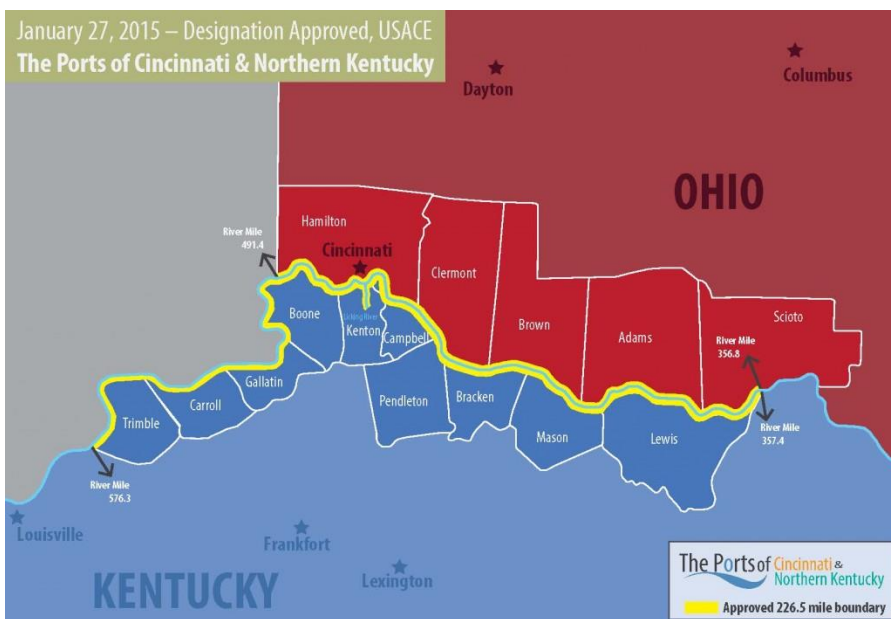 January 27, 2015 – Designation Approved, USACE
The Ports of Cincinnati & Northern Kentucky
Columbus
Dayton
OHIO
Hamilton
River Mile
491.4
Cincinnati
Clermont
Boone
Licking River
Kenton
Campbell
Brown
Adams
Scioto
River Mile
356.8
Gallatin
Carroll
Trimble
Pendleton
Bracken
Mason
Lewis
River Mile
357.4
River Mile
576.3
Louisville
Frankfort
Lexington
KENTUCKY
The Ports of Cincinnati &
Northern Kentucky
Approved 226.5 mile boundary